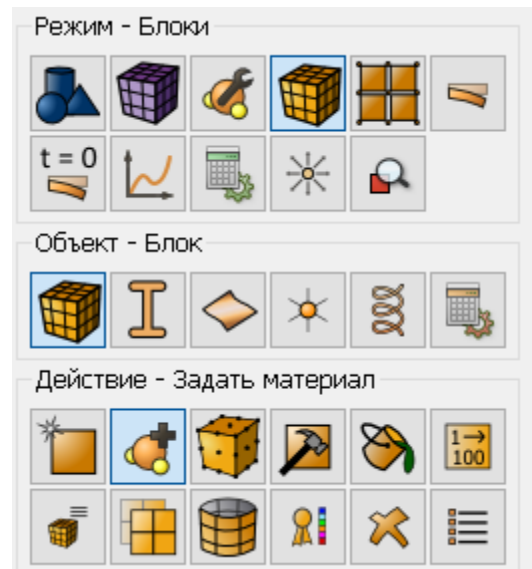 Режим - Блоки
t = 0
Объект - Блок
Действие - Задать материал
1→
100